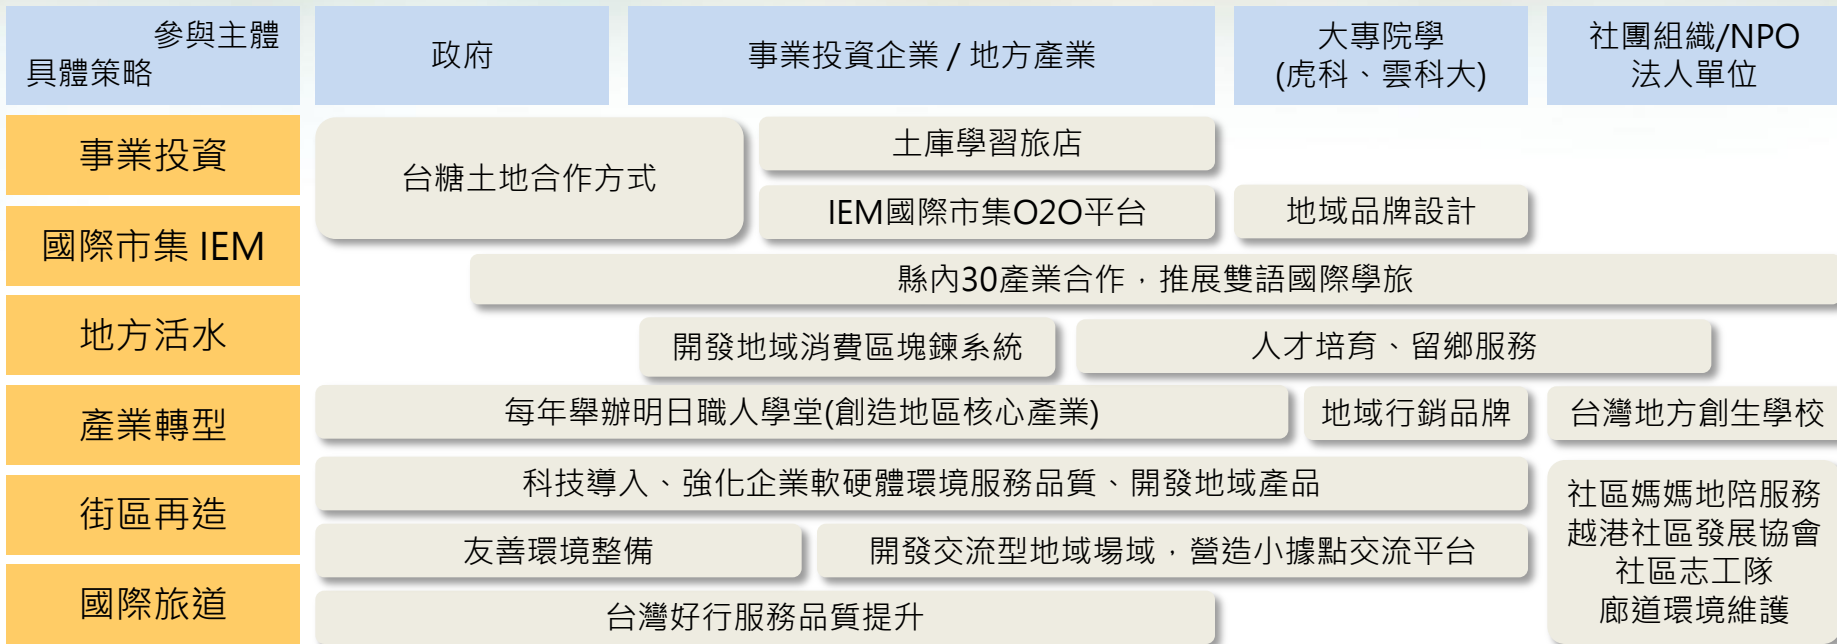 參與主體
具體策略
政府
事業投資企業 / 地方產業
大專院學
(虎科、雲科大)
社團組織/NPO
法人單位
事業投資
台糖土地合作方式
土庫學習旅店
IEM國際市集O2O平台
地域品牌設計
國際市集 IEM
縣內30產業合作，推展雙語國際學旅
地方活水
開發地域消費區塊鍊系統
人才培育、留鄉服務
產業轉型
每年舉辦明日職人學堂(創造地區核心產業)
地域行銷品牌
台灣地方創生學校
街區再造
科技導入、強化企業軟硬體環境服務品質、開發地域產品
友善環境整備
開發交流型地域場域，營造小據點交流平台
社區媽媽地陪服務
越港社區發展協會
社區志工隊
廊道環境維護
國際旅道
台灣好行服務品質提升